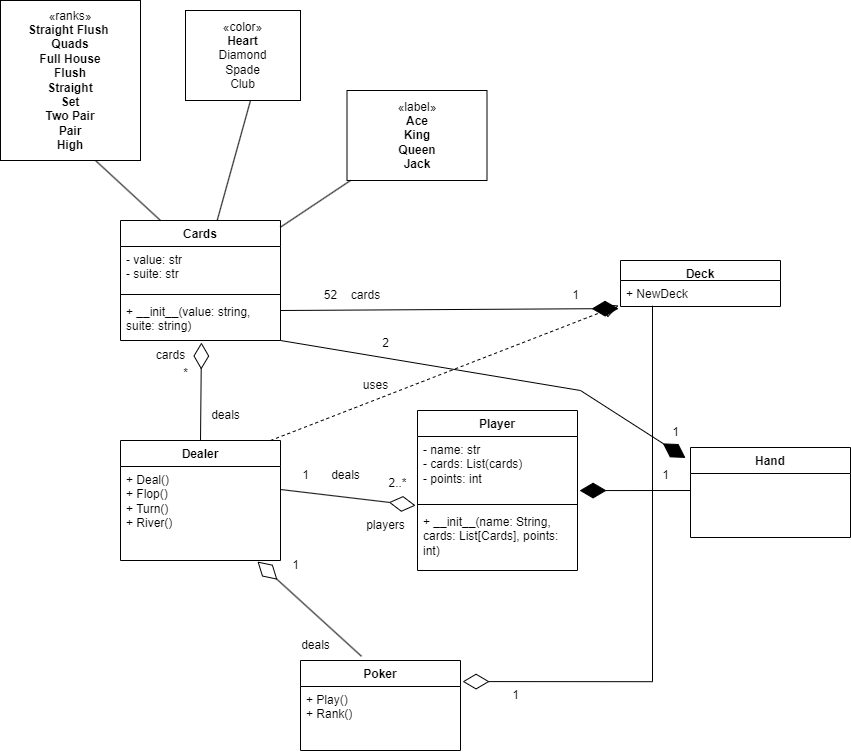 «ranks»
Straight Flush
Quads
Full House
Flush
Straight
Set
Two Pair
Pair
High
«color»
Heart
Diamond
Spade
Club
«label»
Ace
King
Queen
Jack
Cards
- value: str
- suite: str
+ __init__(value: string,
suite: string)
52 cards
1
Deck
+ NewDeck
cards
*
deals
2
uses
1
Player
- name: str
- cards: List(cards)
- points: int
+ __init__(name: String,
cards: List[Cards], points:
int)
Hand
1
Dealer
+ Deal()
+ Flop()
+ Turn()
+ River()
1 deals
2..*
players
1
deals
Poker
+ Play()
+ Rank()
1